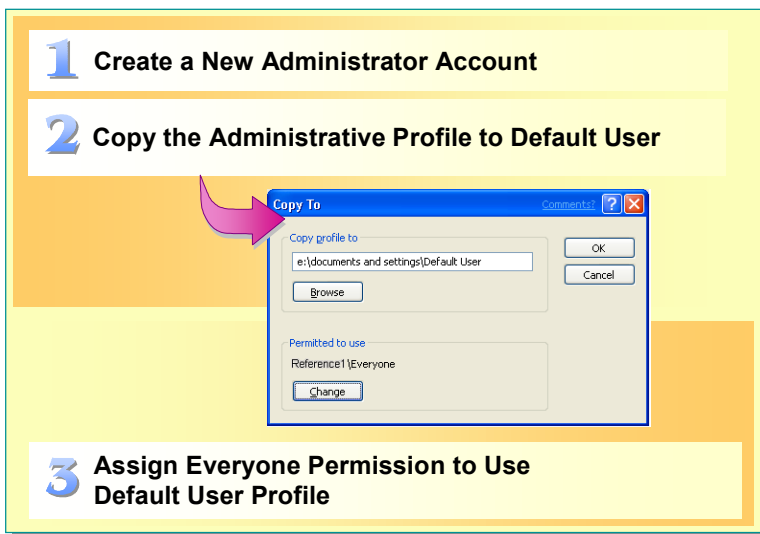 1 Create a New Administrator Account
2 Copy the Administrative Profile to Default User
Copy To Comments? ?
Copy profile to
e:\documents and settings\Default User
OK
Cancel
Browse
Permitted to use
Reference1\Everyone
Change
3 Assign Everyone Permission to Use
Default User Profile